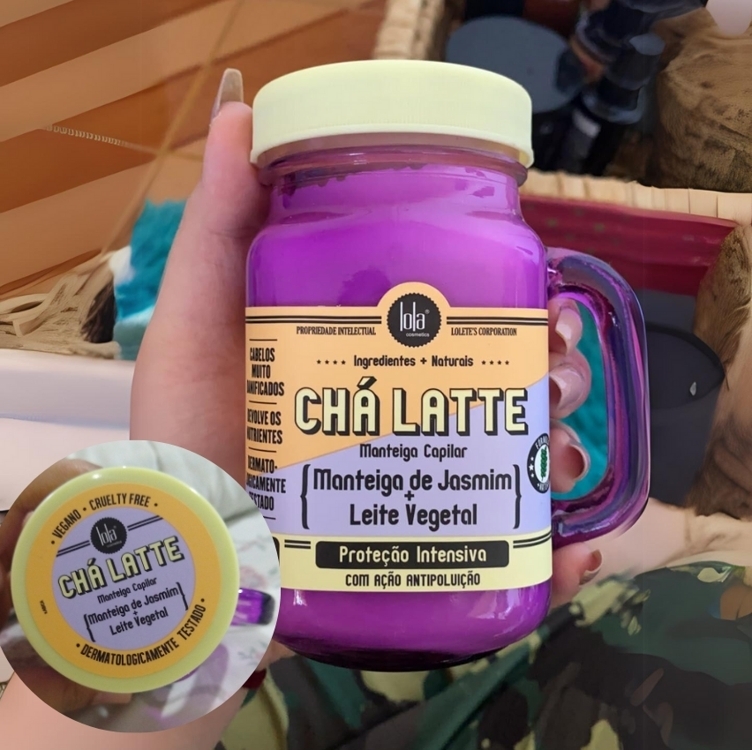 lola
cosmetics
PROPRIEDADE INTELECTUAL
LOLETE'S CORPORATION
Ingredientes + Naturais
CABELOS
MUITO
DANIFICADOS
DEVOLVE OS
NUTRIENTES
DERMATO-
LOGICAMENTE
TESTADO
CHÁ LATTE
Manteiga Capilar
Manteiga de Jasmim
+
Leite Vegetal
Proteção Intensiva
COM AÇÃO ANTIPOLUIÇÃO
• VEGANO • CRUELTY FREE •
lola
CHÁ LATTE
Manteiga Capilar
Manteiga de Jasmim
+
Leite Vegetal
• DERMATOLOGICAMENTE TESTADO •